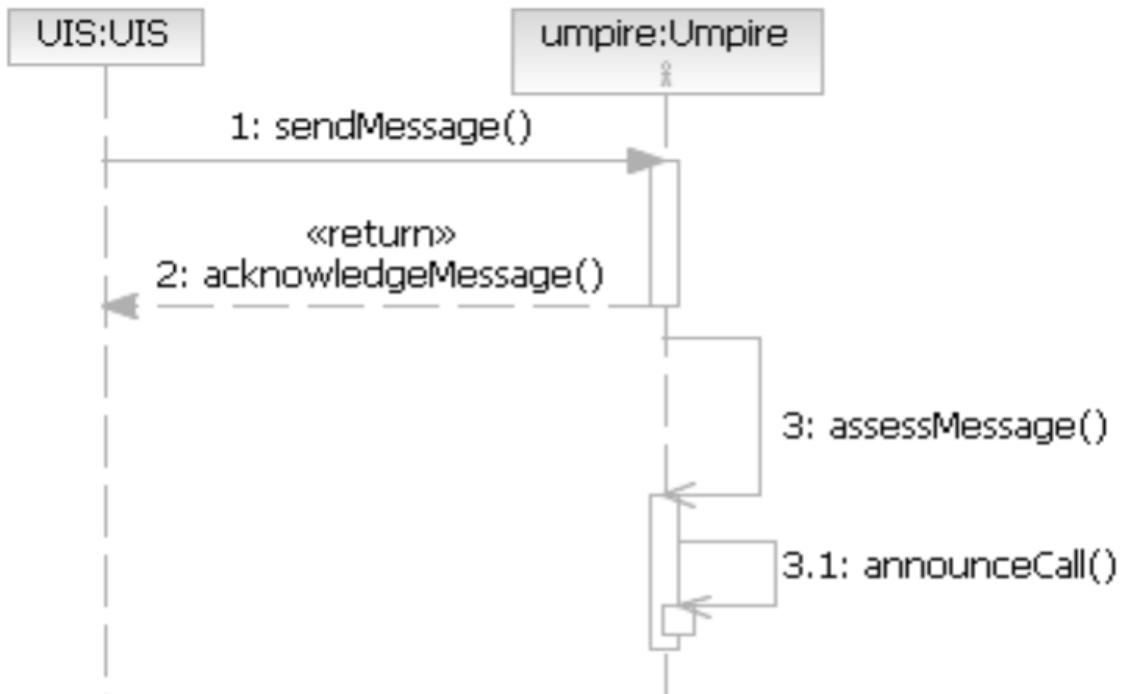 UIS:UIS
umpire:Umpire
1: sendMessage()
«return»
2: acknowledgeMessage()
3: assessMessage()
3.1: announceCall()